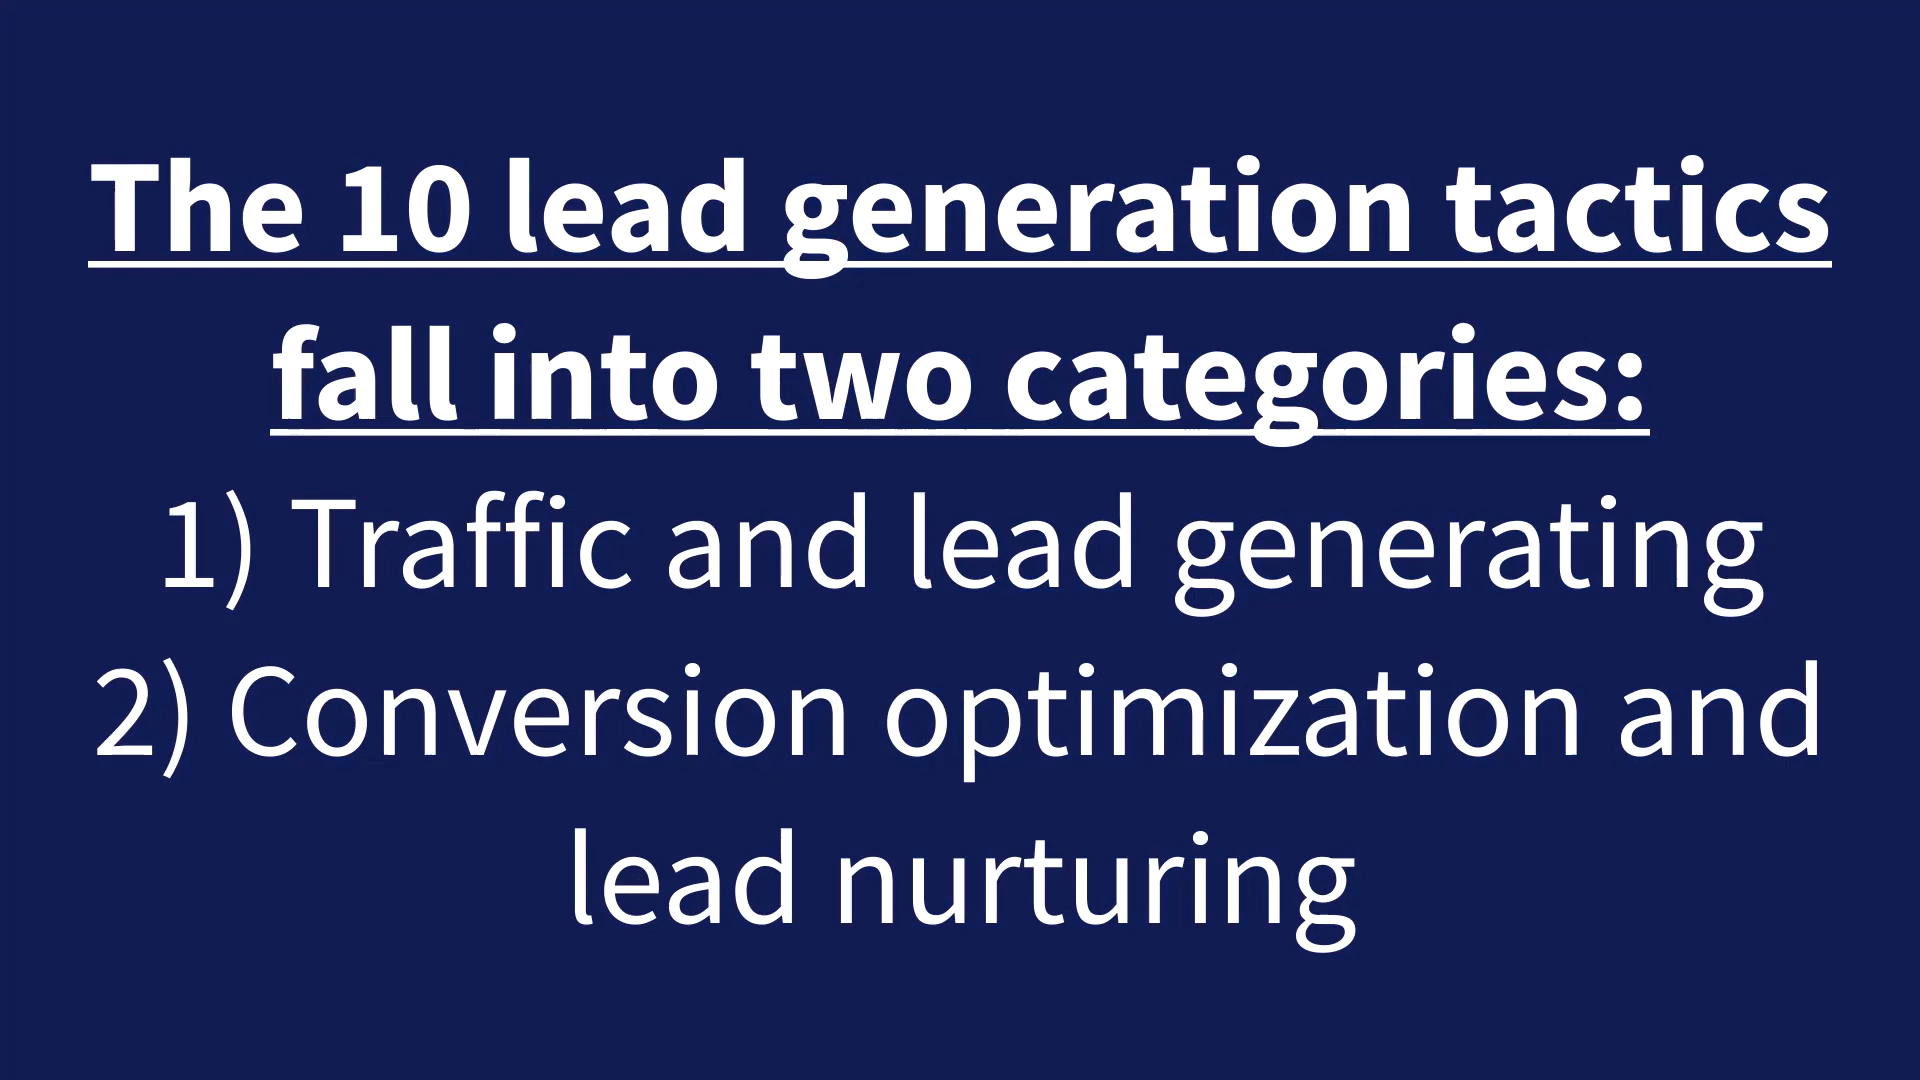 The 10 lead generation tactics
fall into two categories:
1) Traffic and lead generating
2) Conversion optimization and
lead nurturing